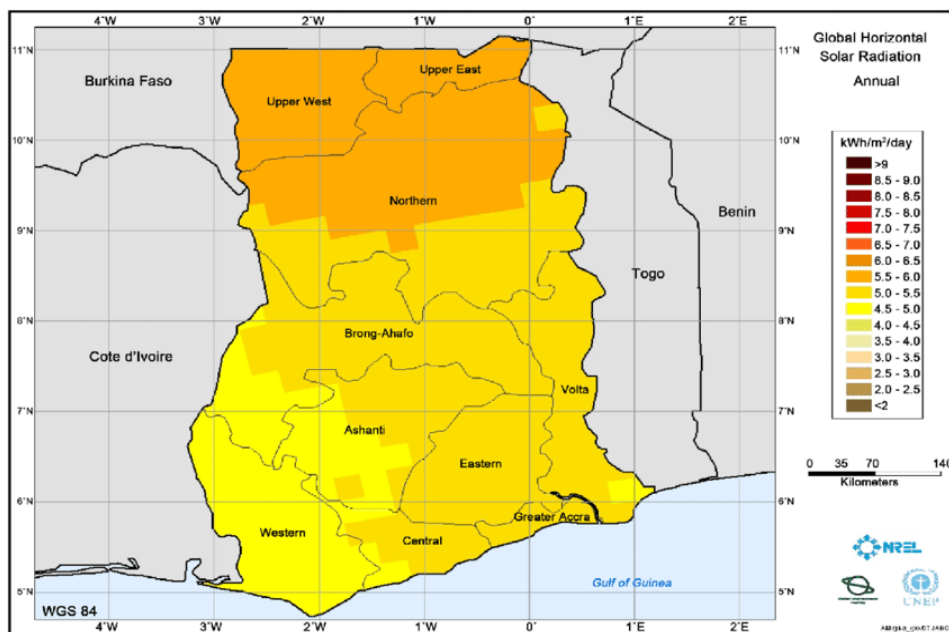 4°W 3°W 2°W 1°W 0° 1°E 2°E
Global Horizontal
Solar Radiation
Annual
11°N 11°N
Burkina Faso
Upper East
Upper West
kWh/m²/day
>9
8.5 - 9.0
8.0 - 8.5
7.5 - 8.0
7.0 - 7.5
6.5 - 7.0
6.0 - 6.5
5.5 - 6.0
5.0 - 5.5
4.5 - 5.0
4.0 - 4.5
3.5 - 4.0
3.0 - 3.5
2.5 - 3.0
2.0 - 2.5
<2
10°N 10°N
Northern
Benin
9°N 9°N
Togo
8°N 8°N
Brong-Ahafo
Cote d'Ivoire
Volta
7°N 7°N
Ashanti
Eastern
0 35 70 140
Kilometers
6°N 6°N
Greater Accra
Western
Central
NREL
Gulf of Guinea
UNEP
5°N 5°N
WGS 84
4°W 3°W 2°W 1°W 0° 1°E 2°E